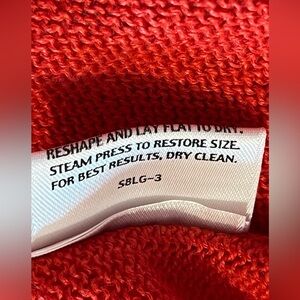 RESHAPE AND LAY FLAT TO DRY.
STEAM PRESS TO RESTORE SIZE.
FOR BEST RESULTS, DRY CLEAN.
SBLG-3